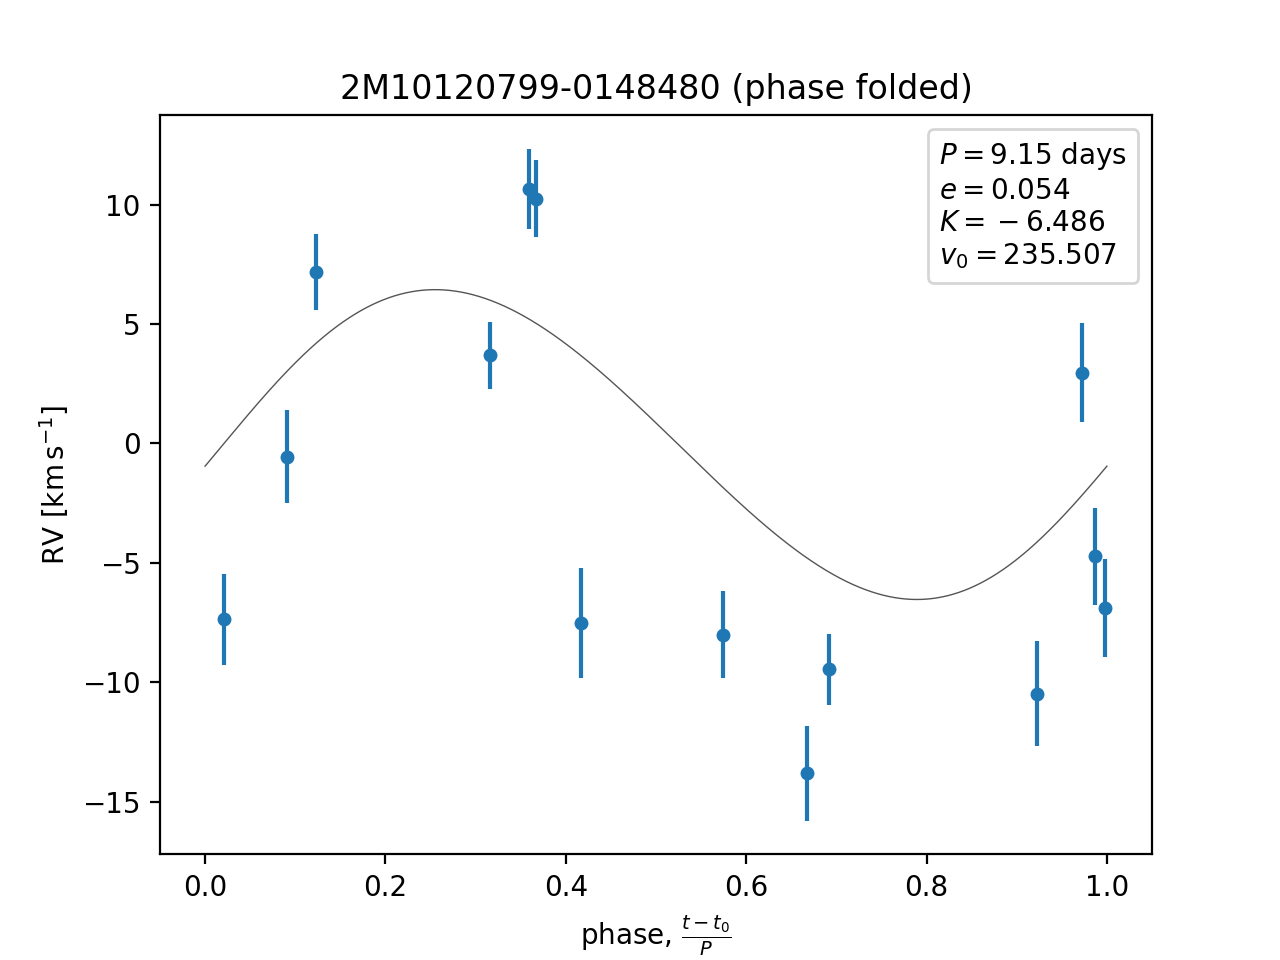 2M10120799-0148480 (phase folded)
P = 9.15 days
e = 0.054
K = −6.486
v₀ = 235.507
10
5
0
−5
−10
−15
RV [km s⁻¹]
0.0 0.2 0.4 0.6 0.8 1.0
phase, (t − t₀)/P